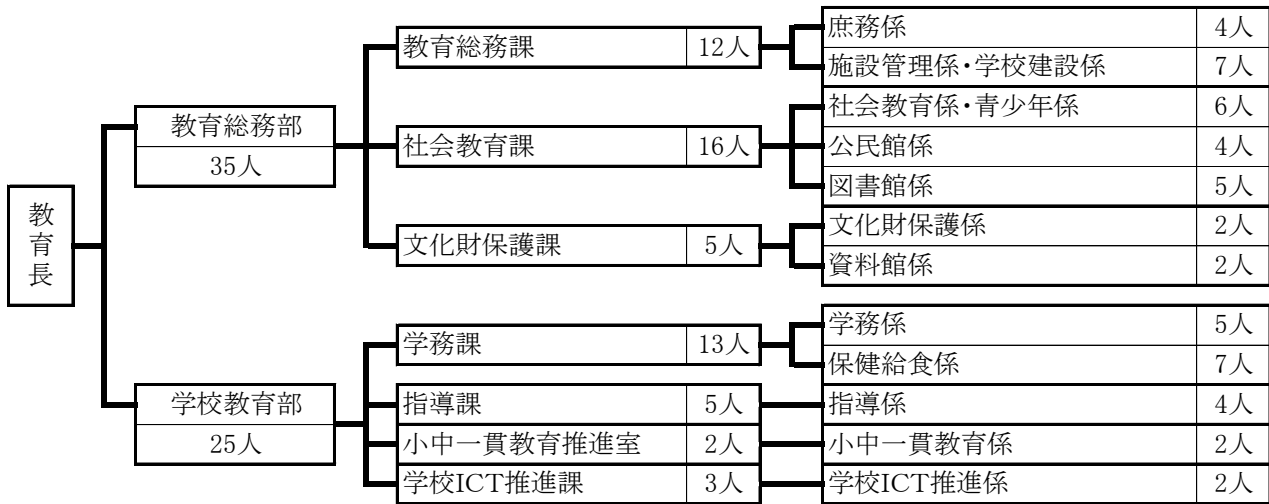 教育長
教育総務部
35人
教育総務課 12人
庶務係 4人
施設管理係・学校建設係 7人
社会教育課 16人
社会教育係・青少年係 6人
公民館係 4人
図書館係 5人
文化財保護課 5人
文化財保護係 2人
資料館係 2人
学校教育部
25人
学務課 13人
学務係 5人
保健給食係 7人
指導課 5人
指導係 4人
小中一貫教育推進室 2人
小中一貫教育係 2人
学校ICT推進課 3人
学校ICT推進係 2人